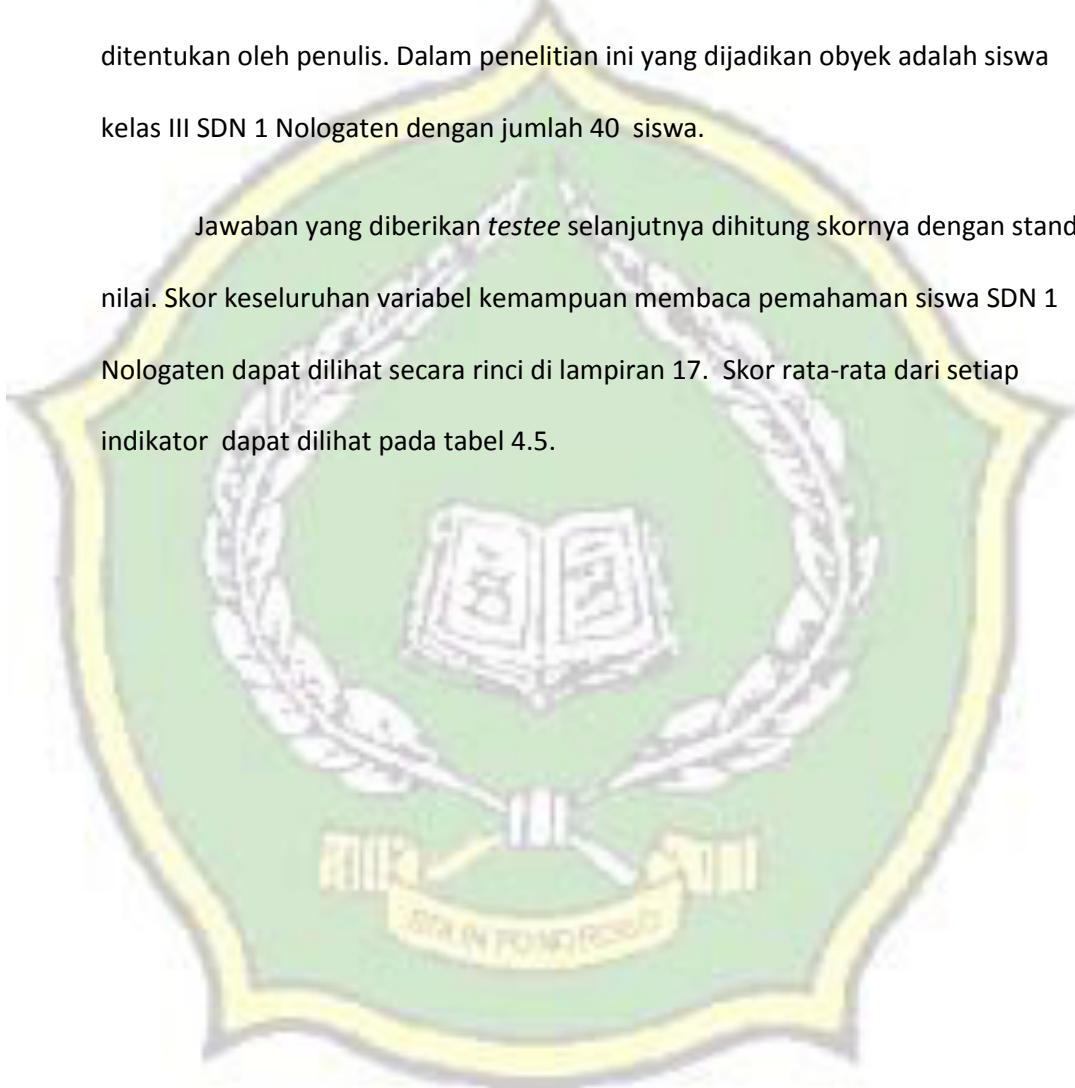 ditentukan oleh penulis. Dalam penelitian ini yang dijadikan obyek adalah siswa
kelas III SDN 1 Nologaten dengan jumlah 40 siswa.
Jawaban yang diberikan testee selanjutnya dihitung skornya dengan stand
nilai. Skor keseluruhan variabel kemampuan membaca pemahaman siswa SDN 1
Nologaten dapat dilihat secara rinci di lampiran 17. Skor rata-rata dari setiap
indikator dapat dilihat pada tabel 4.5.
STAIN PONOROGO